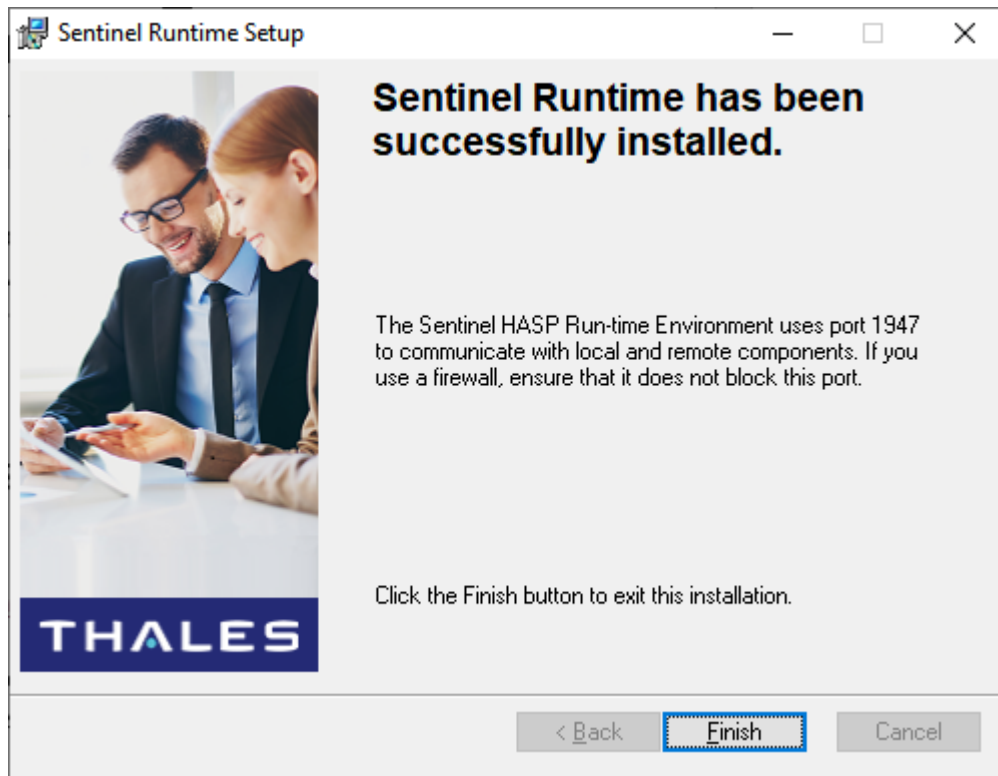 Sentinel Runtime Setup
Sentinel Runtime has been
successfully installed.
The Sentinel HASP Run-time Environment uses port 1947
to communicate with local and remote components. If you
use a firewall, ensure that it does not block this port.
Click the Finish button to exit this installation.
THALES
< Back
Finish
Cancel